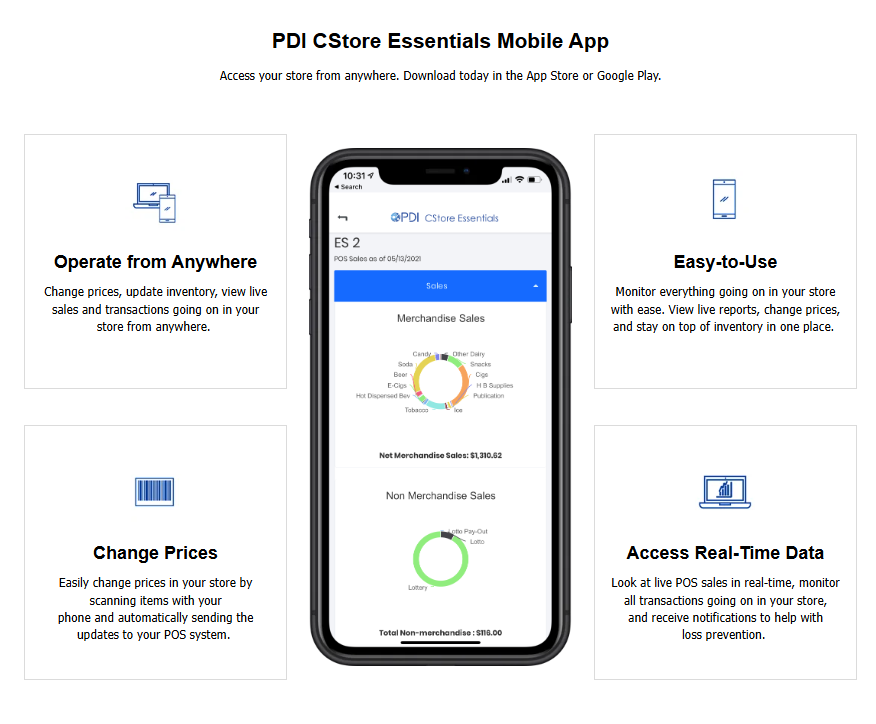 PDI CStore Essentials Mobile App
Access your store from anywhere. Download today in the App Store or Google Play.
Operate from Anywhere
Change prices, update inventory, view live
sales and transactions going on in your
store from anywhere.
Change Prices
Easily change prices in your store by
scanning items with your
phone and automatically sending the
updates to your POS system.
10:31
Search
PDI CStore Essentials
ES 2
POS Sales as of 05/13/2021
Sales
Merchandise Sales
Candy
Other Dairy
Soda
Snacks
Beer
Cigs
E-Cigs
H B Supplies
Hot Dispensed Bev
Publication
Tobacco
Ice
Net Merchandise Sales: $1,310.62
Non Merchandise Sales
Lotto Pay-Out
Lotto
Lottery
Total Non-merchandise : $116.00
Easy-to-Use
Monitor everything going on in your store
with ease. View live reports, change prices,
and stay on top of inventory in one place.
Access Real-Time Data
Look at live POS sales in real-time, monitor
all transactions going on in your store,
and receive notifications to help with
loss prevention.